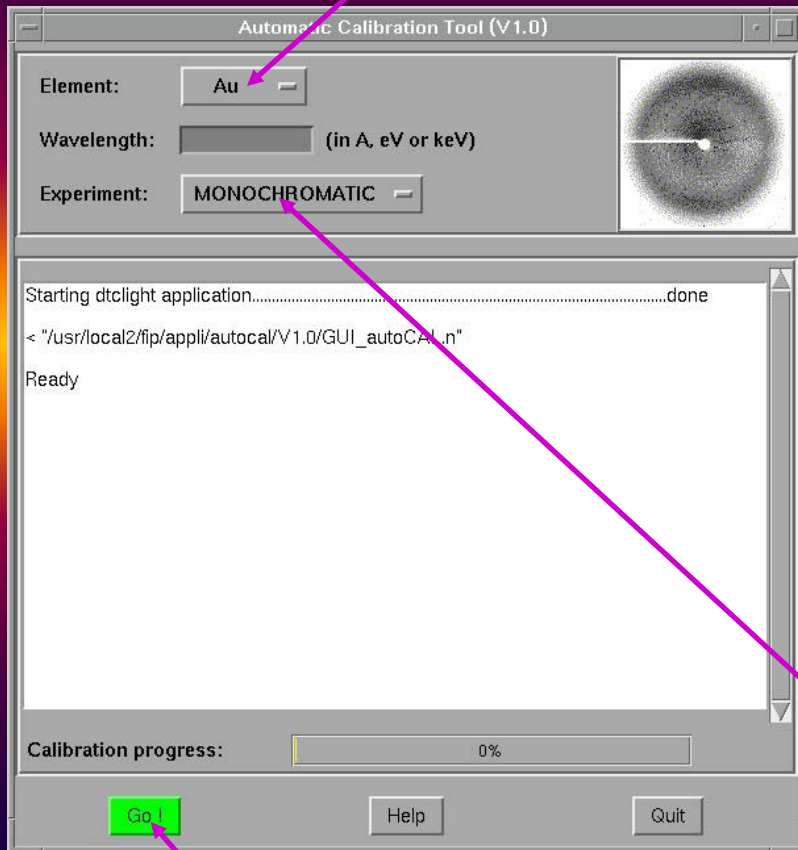 Automatic Calibration Tool (V1.0)
Element: Au
Wavelength: (in A, eV or keV)
Experiment: MONOCHROMATIC
Starting dtclight application........................................................................................................done
< "/usr/local2/fip/appli/autocal/V1.0/GUI_autoCAL.n"
Ready
Calibration progress: 0%
Go ! Help Quit